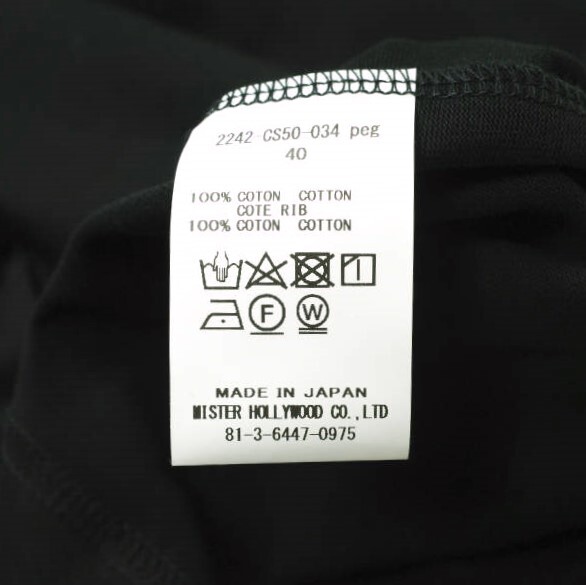 2242-CS50-034 peg
40
100% COTON COTTON
COTE RIB
100% COTON COTTON
F W
MADE IN JAPAN
MISTER HOLLYWOOD CO.,LTD
81-3-6447-0975